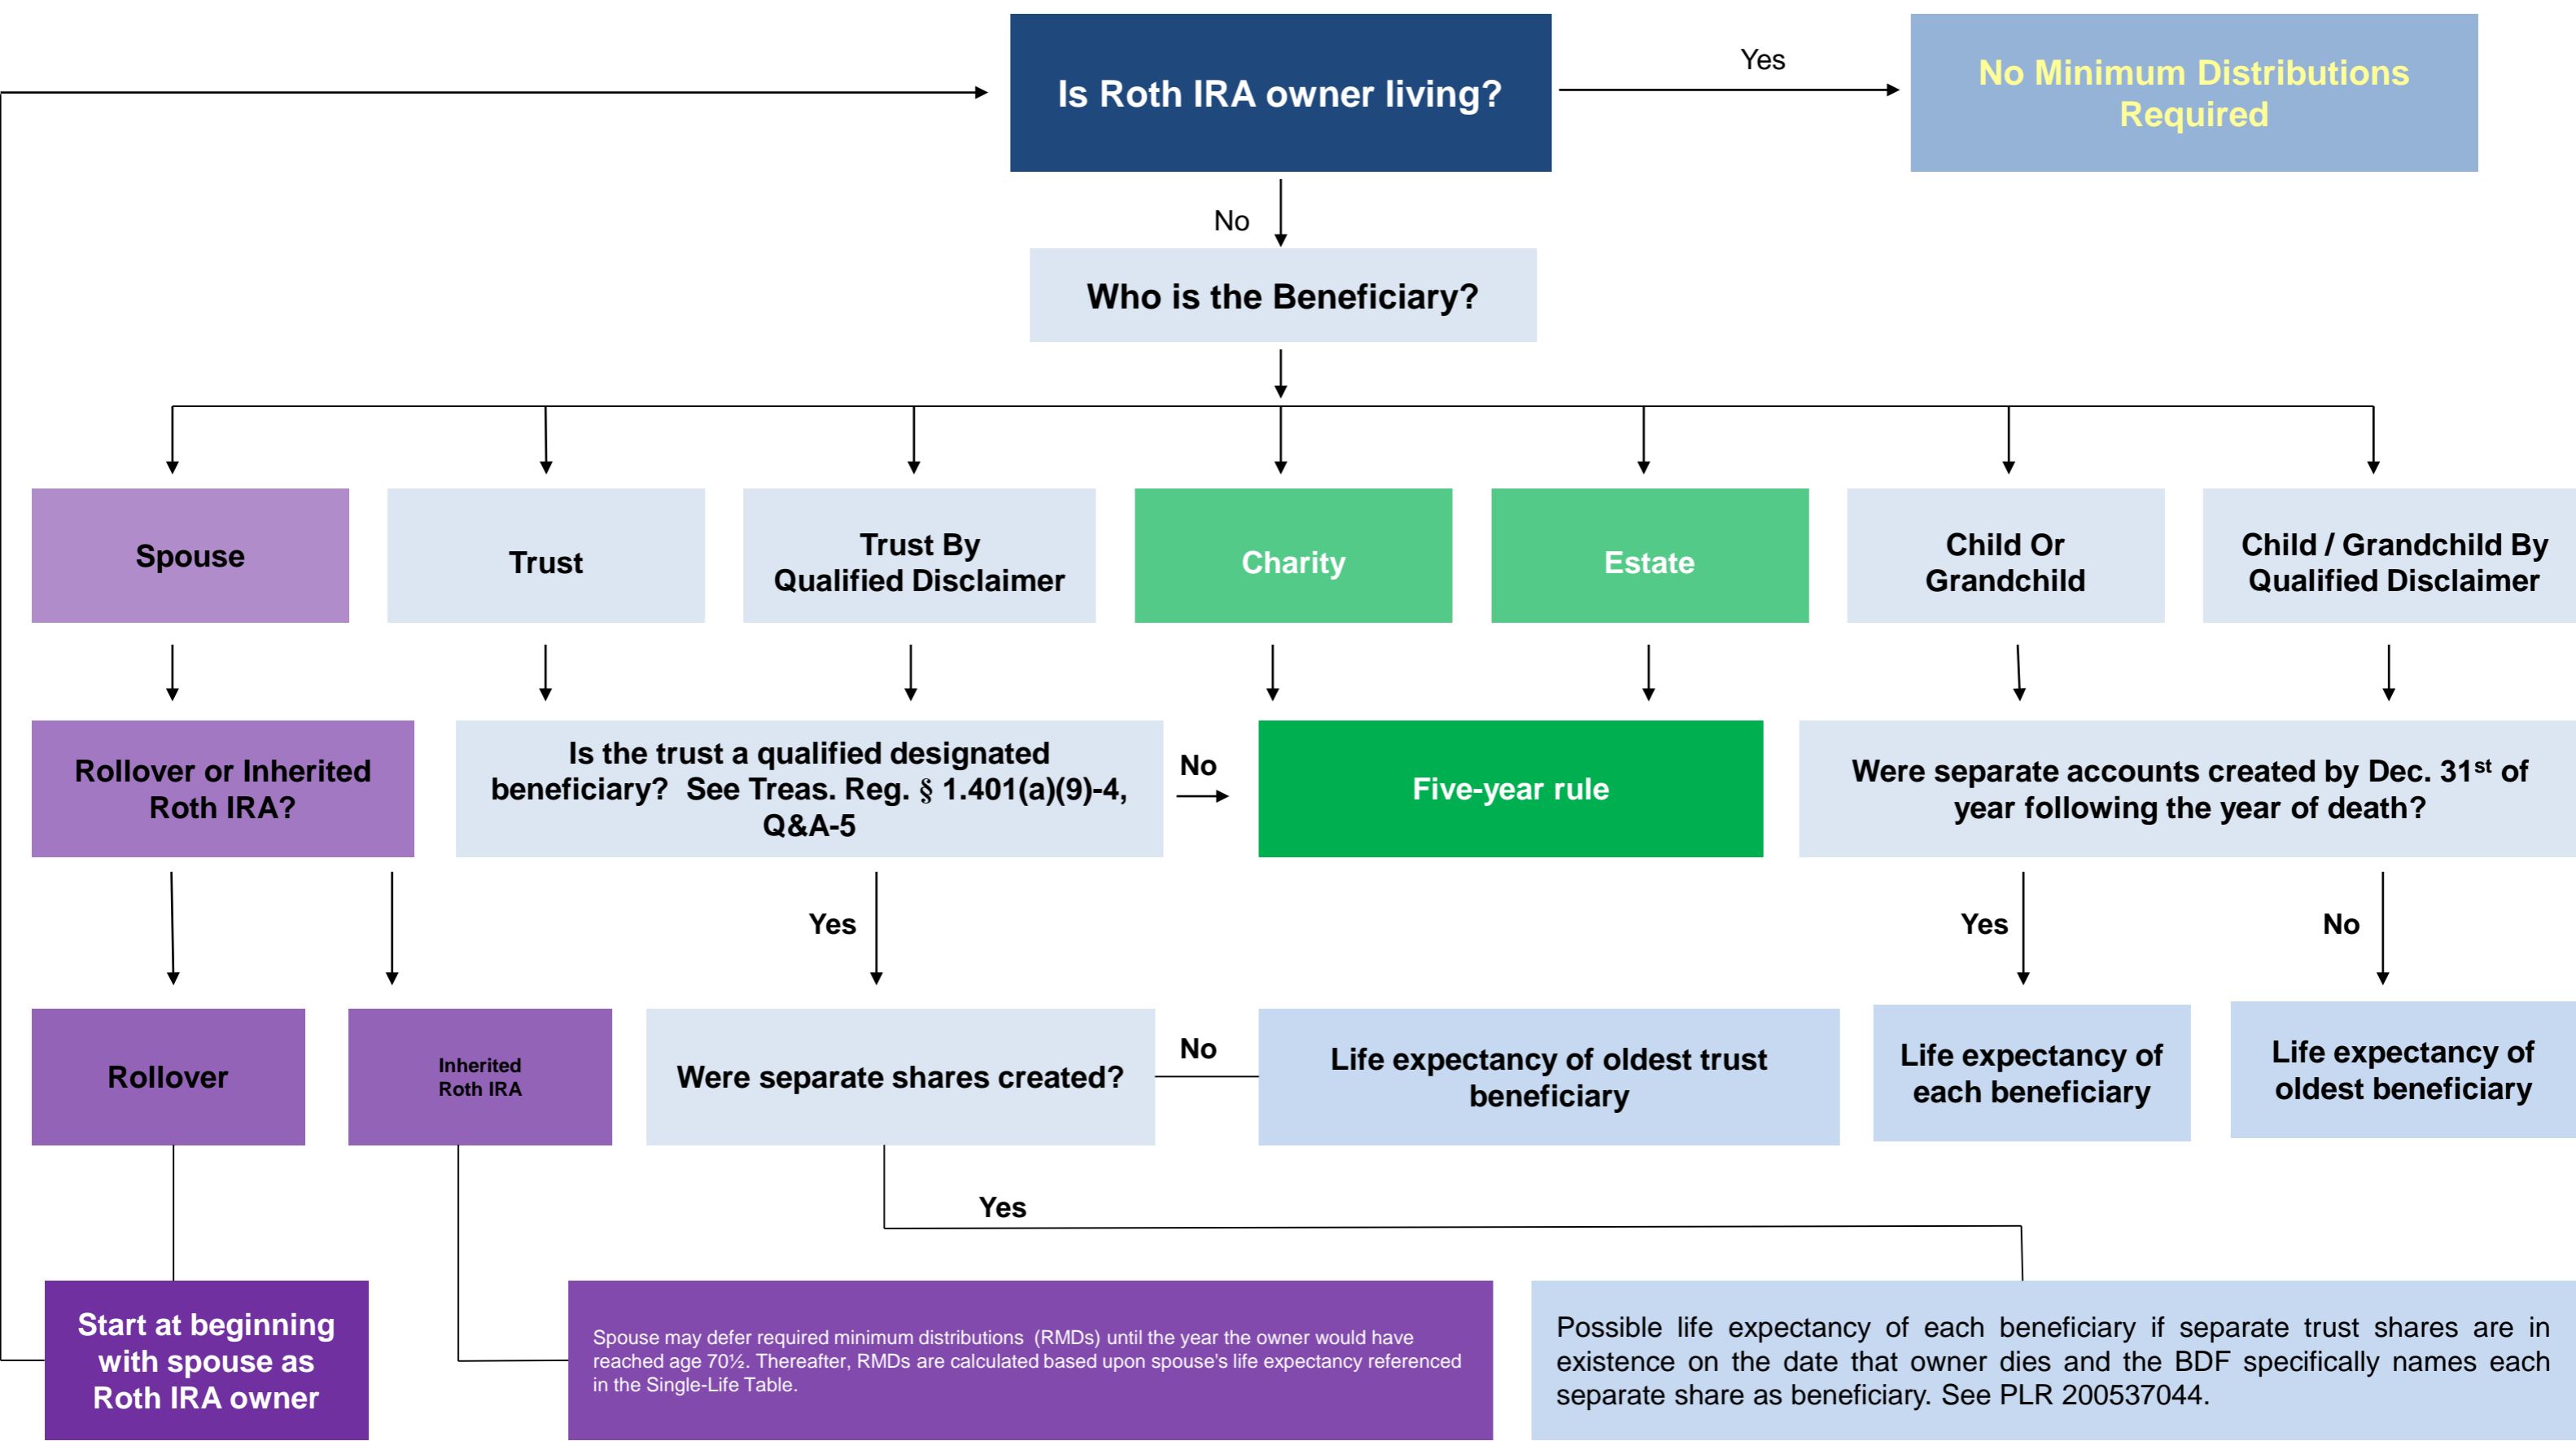 Is Roth IRA owner living?
Yes
No Minimum Distributions
Required
No
Who is the Beneficiary?
Spouse
Trust
Trust By
Qualified Disclaimer
Charity
Estate
Child Or
Grandchild
Child / Grandchild By
Qualified Disclaimer
Rollover or Inherited
Roth IRA?
Is the trust a qualified designated
beneficiary?  See Treas. Reg. § 1.401(a)(9)-4,
Q&A-5
No
Five-year rule
Were separate accounts created by Dec. 31st of
year following the year of death?
Yes
Yes
No
Rollover
Inherited
Roth IRA
Were separate shares created?
No
Life expectancy of oldest trust
beneficiary
Life expectancy of
each beneficiary
Life expectancy of
oldest beneficiary
Yes
Start at beginning
with spouse as
Roth IRA owner
Spouse may defer required minimum distributions  (RMDs) until the year the owner would have
reached age 70½. Thereafter, RMDs are calculated based upon spouse's life expectancy referenced
in the Single-Life Table.
Possible life expectancy of each beneficiary if separate trust shares are in
existence on the date that owner dies and the BDF specifically names each
separate share as beneficiary. See PLR 200537044.